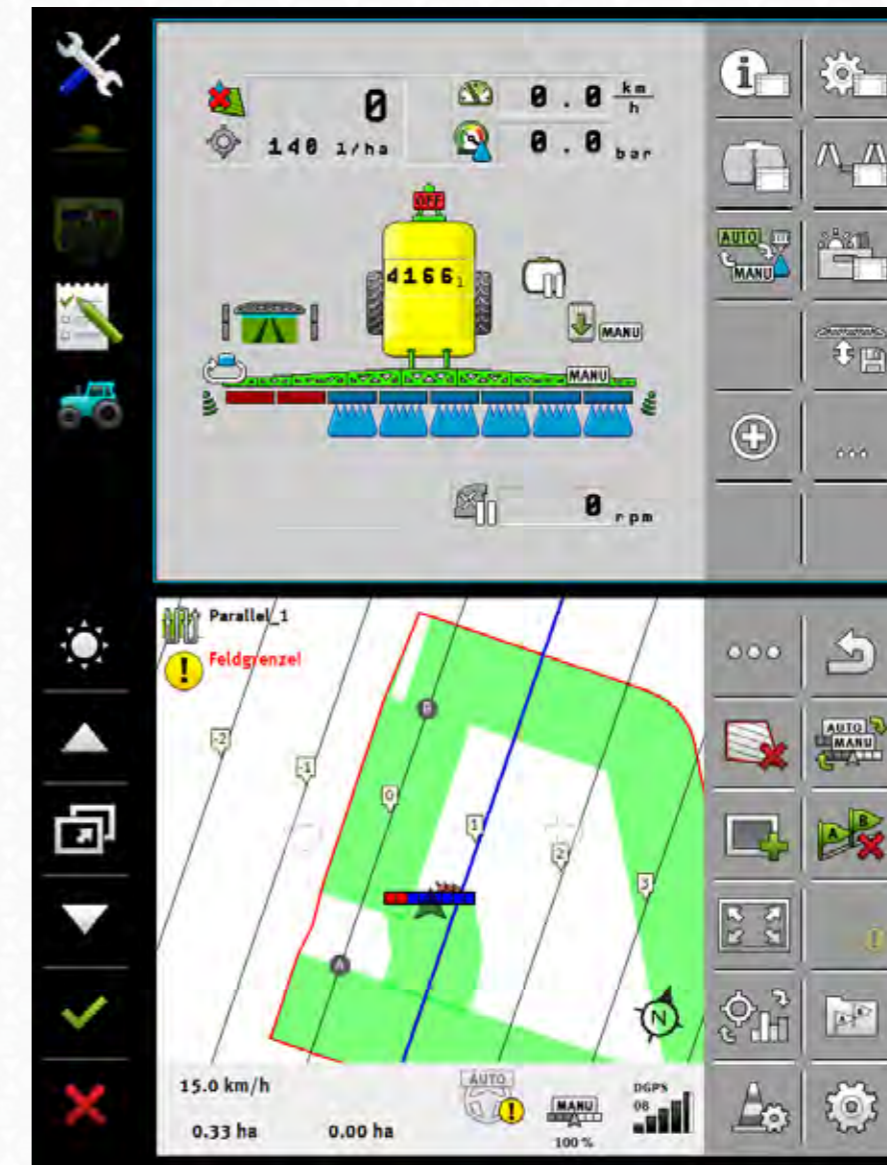 0
0.0 km/h
140 l/ha
0.0 bar
OFF
4166 l
AUTO
MANU
MANU
MANU
0 rpm
...
Parallel_1
Feldgrenze!
-2
-1
0
1
2
3
B
A
N
AUTO
MANU
A B
A B
15.0 km/h
AUTO
MANU
100 %
DGPS
08
0.33 ha
0.00 ha